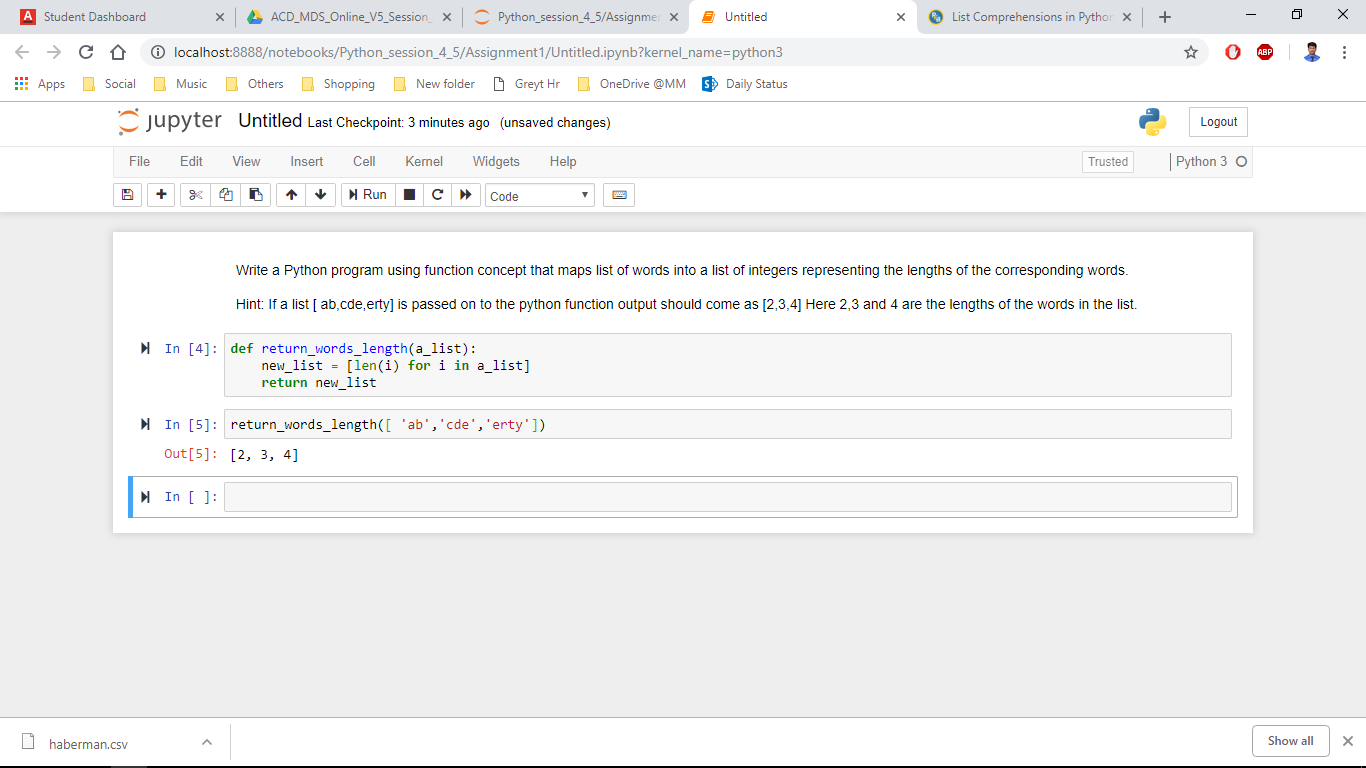 Student Dashboard
ACD_MDS_Online_V5_Session_
Python_session_4_5/Assignmen
Untitled
List Comprehensions in Python
localhost:8888/notebooks/Python_session_4_5/Assignment1/Untitled.ipynb?kernel_name=python3
ABP
Apps Social Music Others Shopping New folder Greyt Hr OneDrive @MM Daily Status
jupyter Untitled Last Checkpoint: 3 minutes ago (unsaved changes)
Logout
File Edit View Insert Cell Kernel Widgets Help
Trusted
Python 3
Run
Code
Write a Python program using function concept that maps list of words into a list of integers representing the lengths of the corresponding words.
Hint: If a list [ ab,cde,erty] is passed on to the python function output should come as [2,3,4] Here 2,3 and 4 are the lengths of the words in the list.
In [4]: def return_words_length(a_list):
    new_list = [len(i) for i in a_list]
    return new_list
In [5]: return_words_length([ 'ab','cde','erty'])
Out[5]: [2, 3, 4]
In [ ]:
haberman.csv
Show all